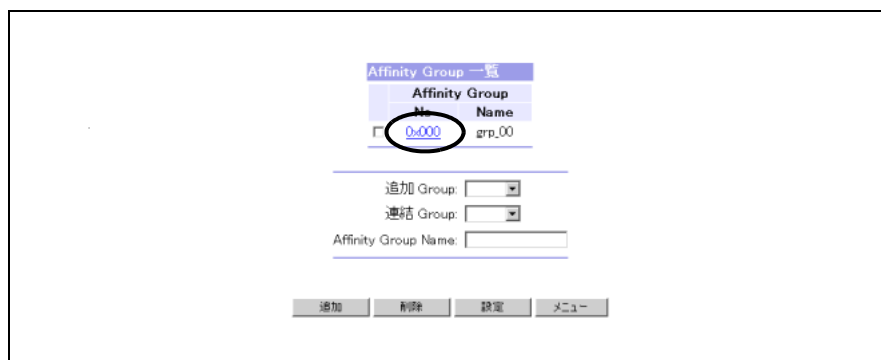 Affinity Group 一覧
Affinity Group
No Name
0x000 grp_00
追加 Group:
連結 Group:
Affinity Group Name:
追加 削除 設定 メニュー